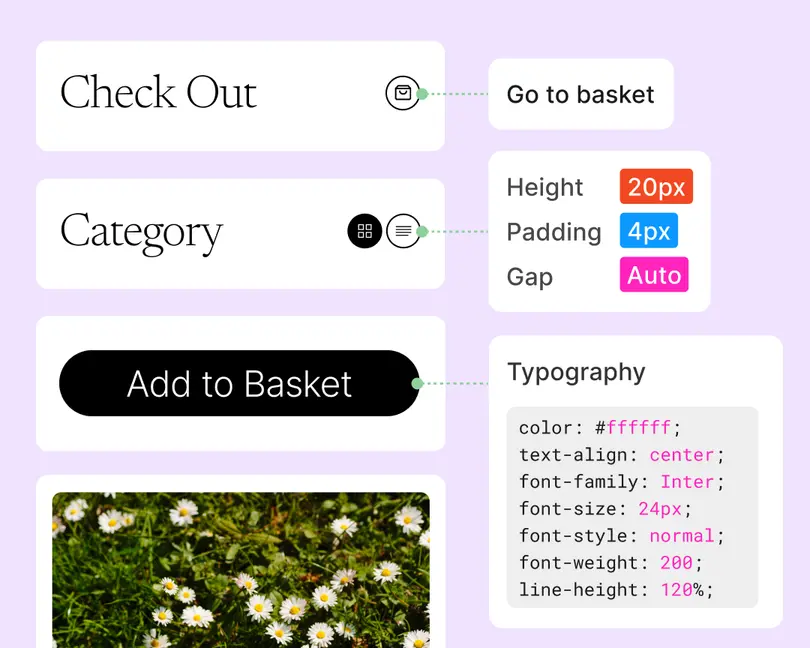 Check Out
Go to basket
Category
Height 20px
Padding 4px
Gap Auto
Add to Basket
Typography
color: #ffffff;
text-align: center;
font-family: Inter;
font-size: 24px;
font-style: normal;
font-weight: 200;
line-height: 120%;